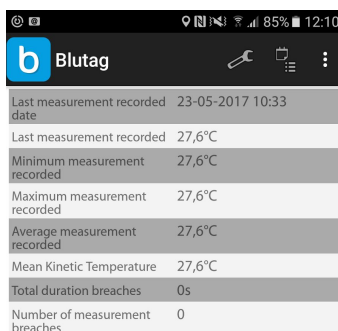 85% 12:10
b Blutag
Last measurement recorded 23-05-2017 10:33
date
Last measurement recorded 27,6°C
Minimum measurement 27,6°C
recorded
Maximum measurement 27,6°C
recorded
Average measurement 27,6°C
recorded
Mean Kinetic Temperature 27,6°C
Total duration breaches 0s
Number of measurement 0
breaches